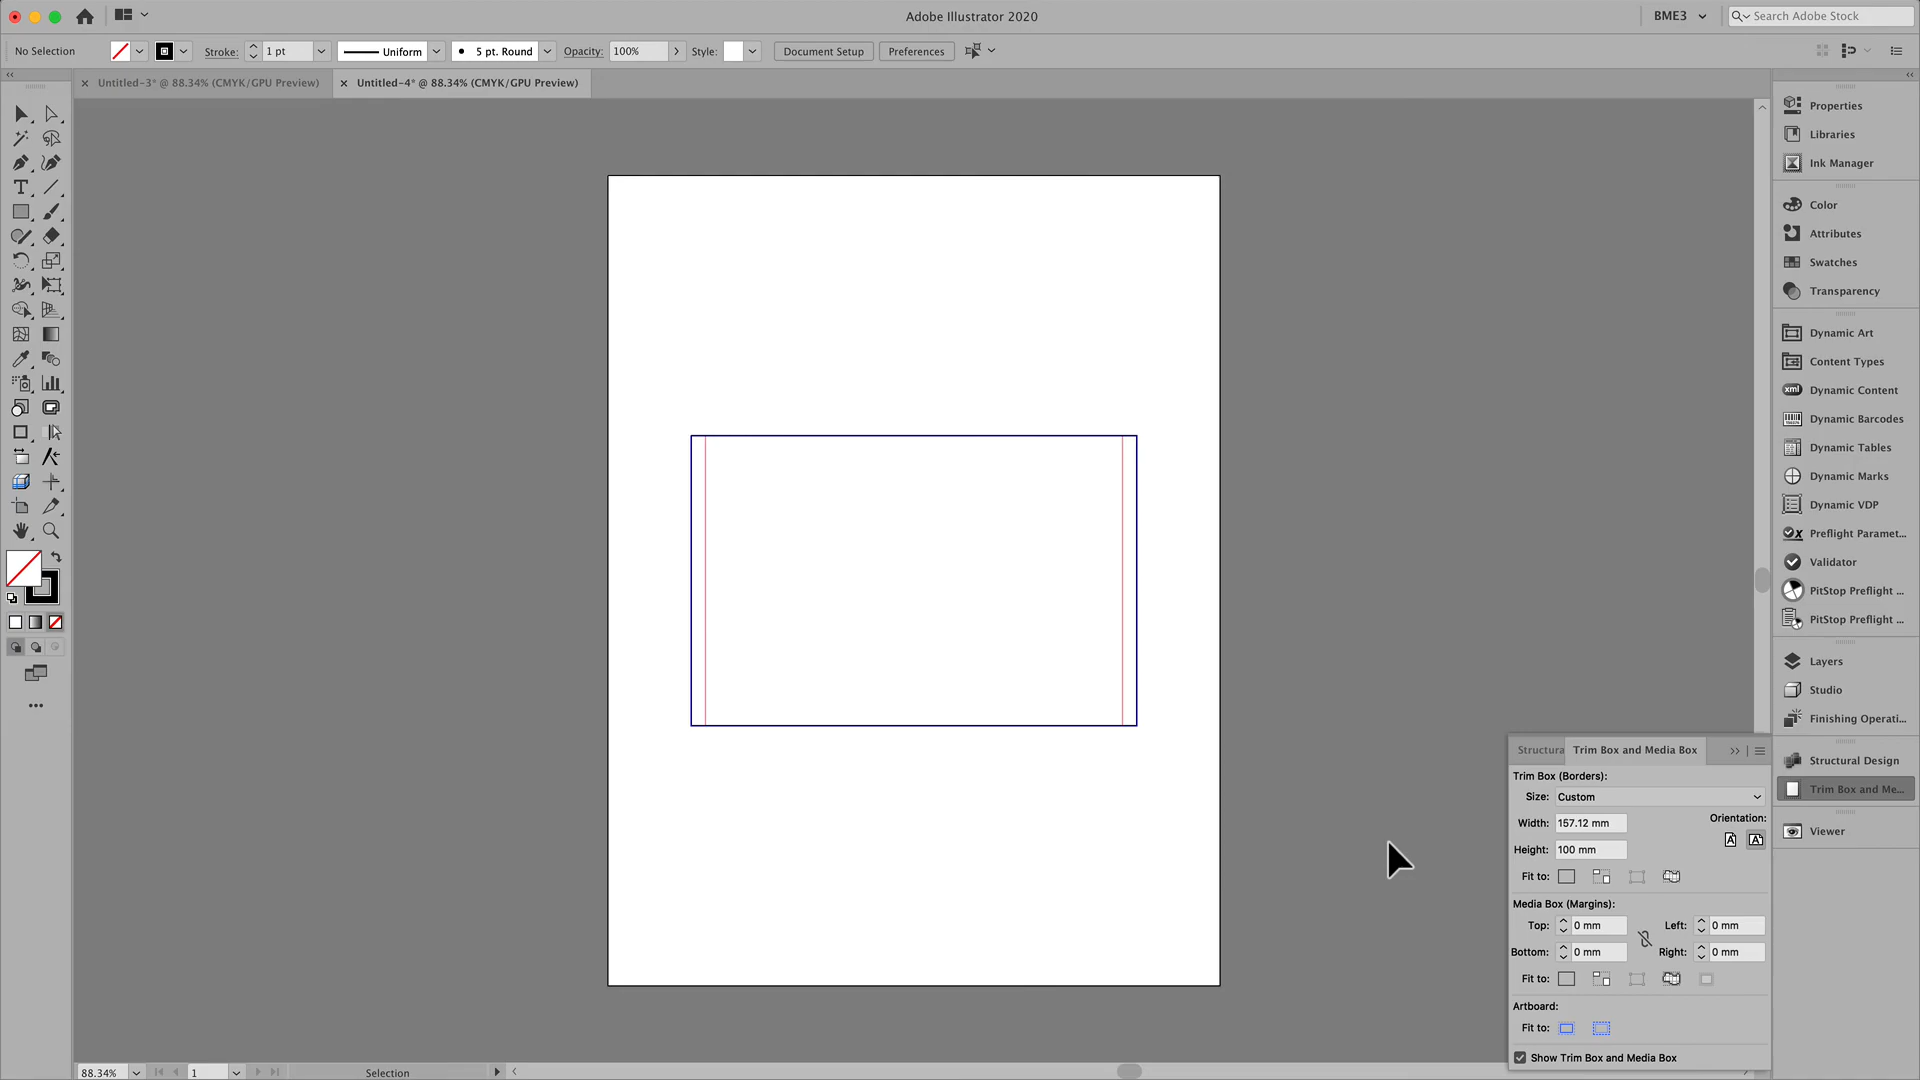 Adobe Illustrator 2020
BME3
Search Adobe Stock
No Selection
Stroke:
1 pt
Uniform
5 pt. Round
Opacity:
100%
Style:
Document Setup
Preferences
Untitled-3* @ 88.34% (CMYK/GPU Preview)
Untitled-4* @ 88.34% (CMYK/GPU Preview)
Properties
Libraries
Ink Manager
Color
Attributes
Swatches
Transparency
Dynamic Art
Content Types
xml Dynamic Content
Dynamic Barcodes
Dynamic Tables
Dynamic Marks
Dynamic VDP
Preflight Paramet...
Validator
PitStop Preflight ...
PitStop Preflight ...
Layers
Studio
Finishing Operati...
Structural Design
Trim Box and Me...
Viewer
Structura
Trim Box and Media Box
Trim Box (Borders):
Size: Custom
Width: 157.12 mm
Orientation:
Height: 100 mm
Fit to:
Media Box (Margins):
Top: 0 mm
Left: 0 mm
Bottom: 0 mm
Right: 0 mm
Fit to:
Artboard:
Fit to:
Show Trim Box and Media Box
88.34%
1
Selection